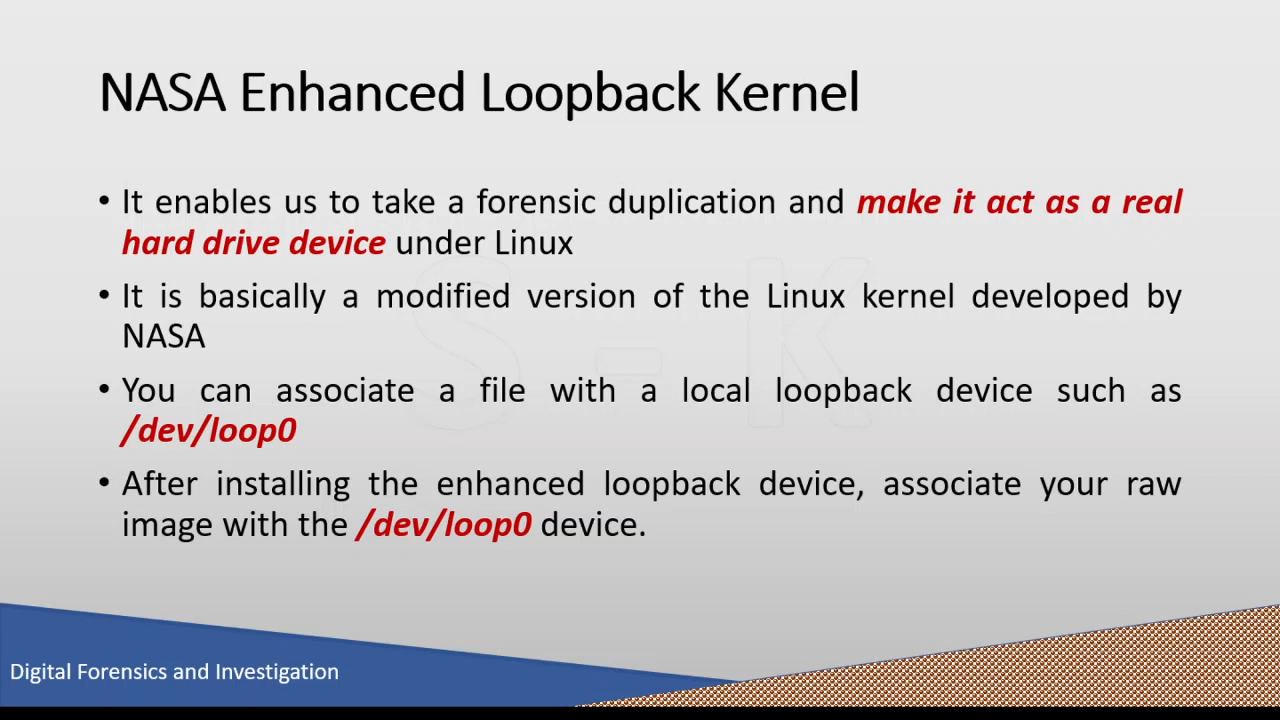 NASA Enhanced Loopback Kernel
• It enables us to take a forensic duplication and make it act as a real
hard drive device under Linux
• It is basically a modified version of the Linux kernel developed by
NASA
• You can associate a file with a local loopback device such as
/dev/loop0
• After installing the enhanced loopback device, associate your raw
image with the /dev/loop0 device.
S - K
Digital Forensics and Investigation